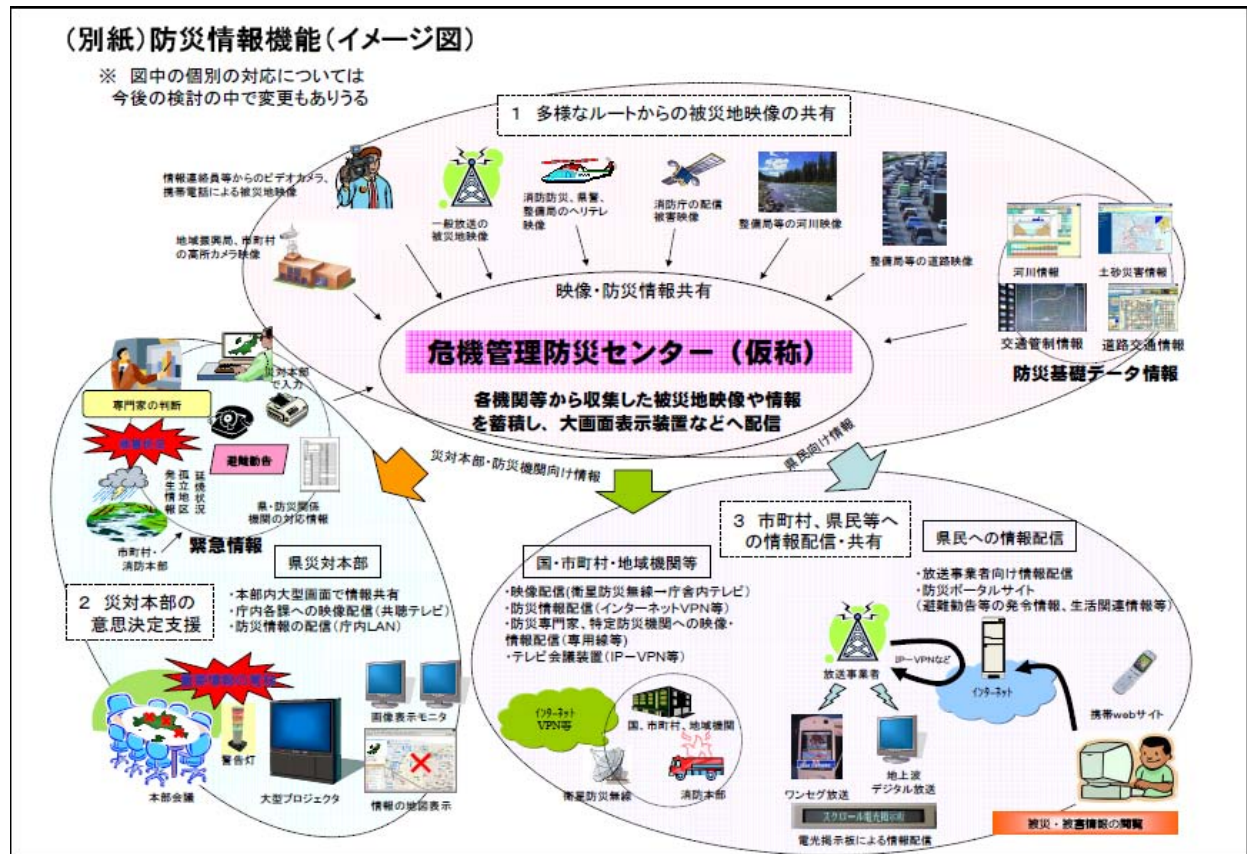 （別紙）防災情報機能（イメージ図）
※ 図中の個別の対応については
今後の検討の中で変更もありうる
1 多様なルートからの被災地映像の共有
情報連絡員等からのビデオカメラ、
携帯電話による被災地映像
一般放送の
被災地映像
消防防災、県警、
整備局のヘリテレ
映像
消防庁の配信
被害映像
整備局等の河川映像
整備局等の道路映像
地域振興局、市町村
の高所カメラ映像
河川情報
土砂災害情報
交通管制情報
道路交通情報
防災基礎データ情報
映像・防災情報共有
危機管理防災センター（仮称）
各機関等から収集した被災地映像や情報
を蓄積し、大画面表示装置などへ配信
災対本部
で入力
専門家の判断
避難勧告
延焼状況
孤立地区
発生情報
県・防災関係
機関の対応情報
市町村・
消防本部
緊急情報
災対本部・防災機関向け情報
県民向け情報
県災対本部
2 災対本部の
意思決定支援
・本部内大型画面で情報共有
・庁内各課への映像配信(共聴テレビ)
・防災情報の配信(庁内LAN)
画像表示モニタ
警告灯
本部会議
大型プロジェクタ
情報の地図表示
3 市町村、県民等へ
の情報配信・共有
国・市町村・地域機関等
・映像配信(衛星防災無線→庁舎内テレビ)
・防災情報配信(インターネットVPN等)
・防災専門家、特定防災機関への映像・
情報配信(専用線等)
・テレビ会議装置(IP－VPN等)
インターネット
VPN等
国、市町村、地域機関
衛星防災無線
消防本部
県民への情報配信
・放送事業者向け情報配信
・防災ポータルサイト
(避難勧告等の発令情報、生活関連情報等)
IP－VPNなど
放送事業者
インターネット
携帯webサイト
ワンセグ放送
地上波
デジタル放送
スクロール電光掲示板
電光掲示板による情報配信
被災・被害情報の閲覧